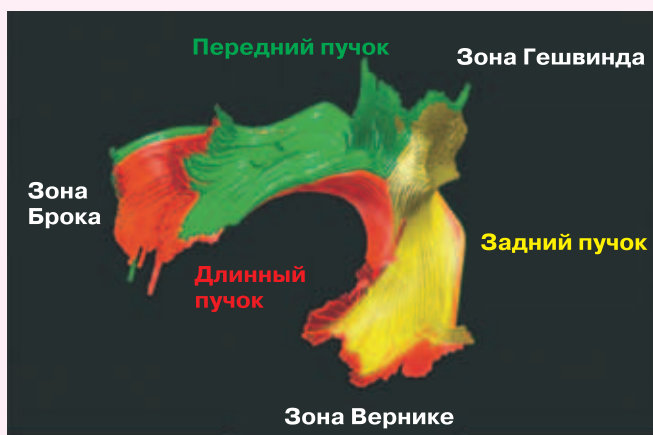 Передний пучок
Зона Гешвинда
Зона
Брока
Задний пучок
Длинный
пучок
Зона Вернике